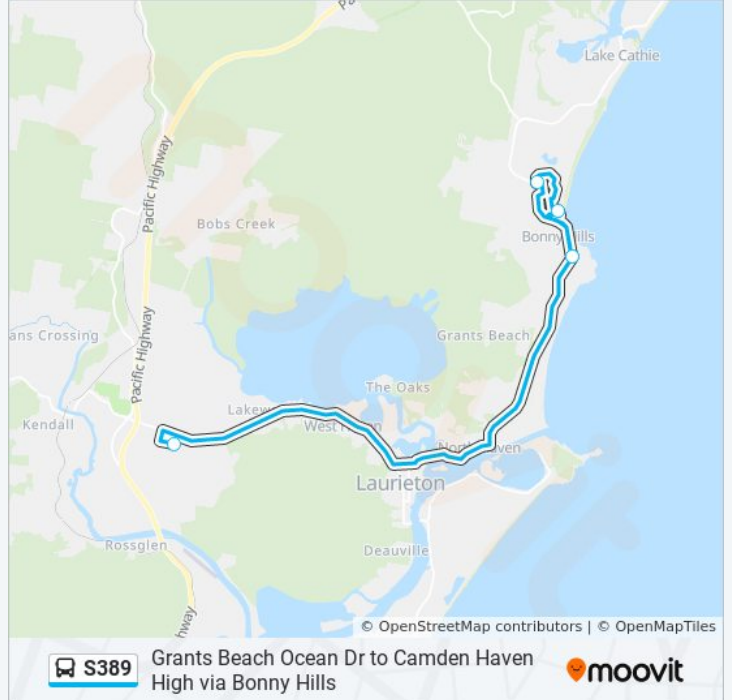 Pa
Lake Cathie
Pacific Highway
Bobs Creek
Bonny Hills
ans Crossing
Pacific Highway
Grants Beach
The Oaks
Kendall
Lakew
West Haven
North Haven
Laurieton
Rossglen
Deauville
hway
© OpenStreetMap contributors | © OpenMapTiles
S389
Grants Beach Ocean Dr to Camden Haven
High via Bonny Hills
moovit